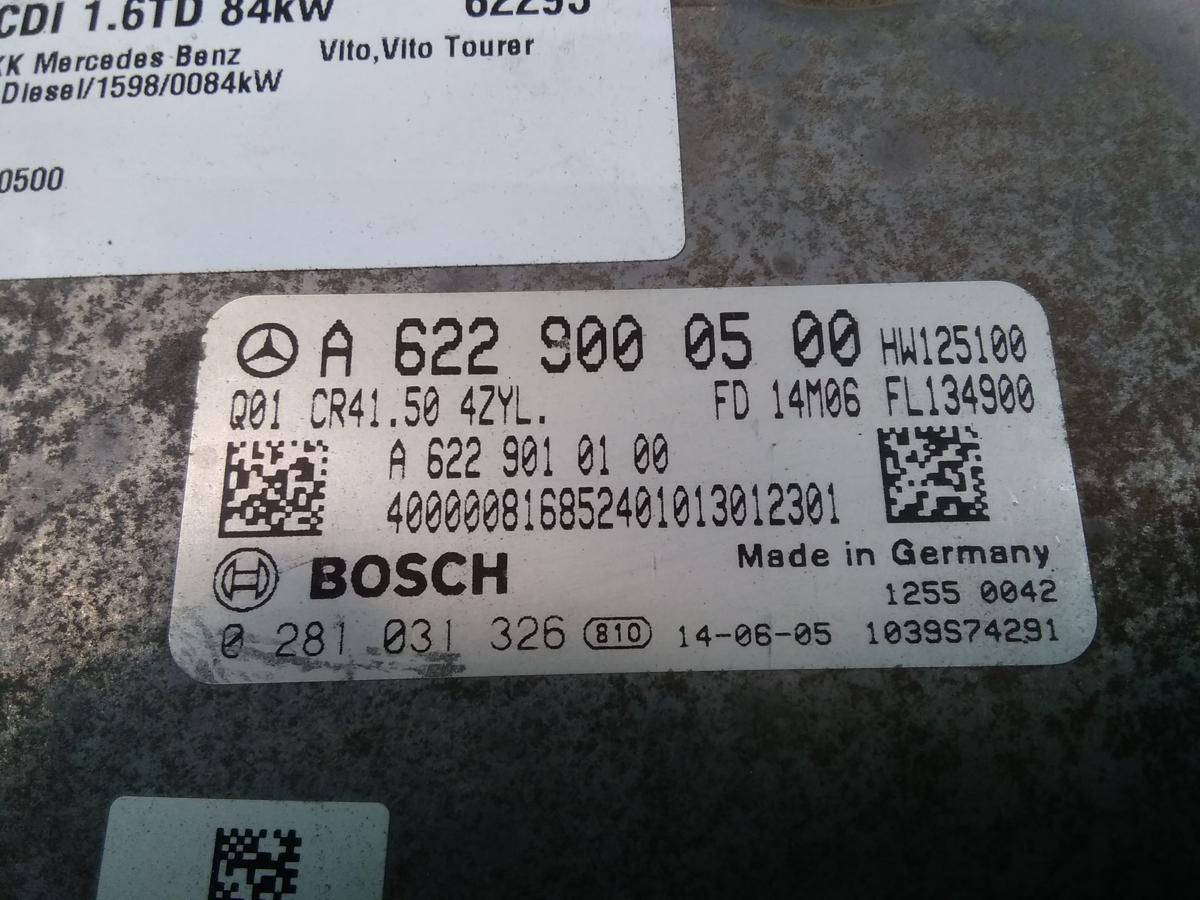 CDI 1.6TD 84kW
KK Mercedes Benz Vito,Vito Tourer
Diesel/1598/0084kW
0500
A 622 900 05 00 HW125100
Q01 CR41.50 4ZYL. FD 14M06 FL134900
A 622 901 01 00
400000816852401013012301
BOSCH Made in Germany
1255 0042
0 281 031 326 810 14-06-05 1039S74291